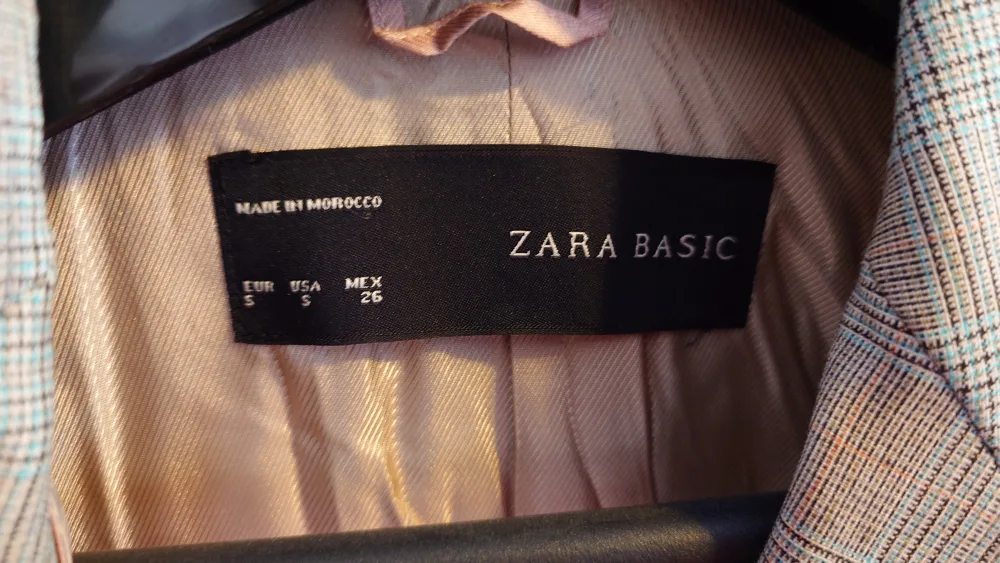 MADE IN MOROCCO
ZARA BASIC
EUR USA MEX
S S 26